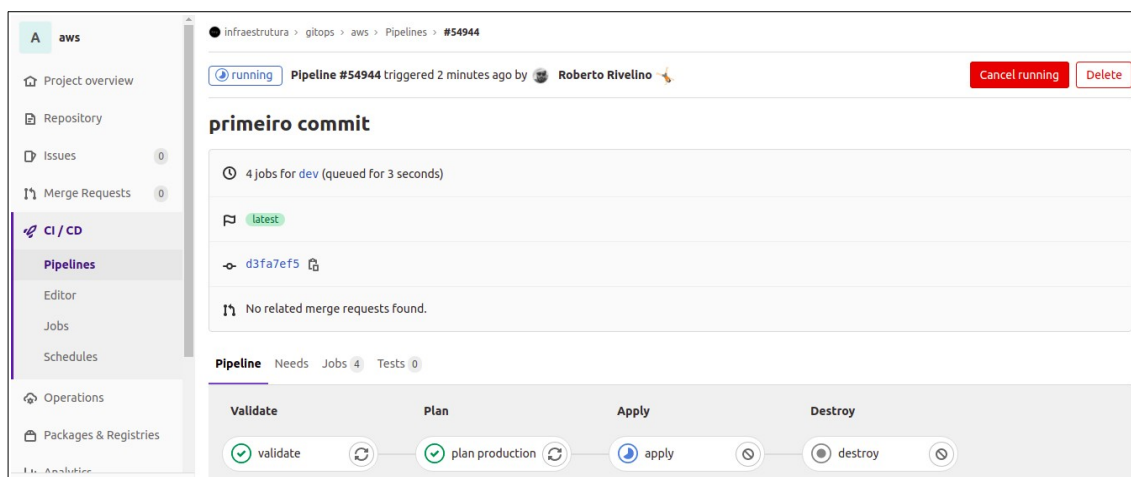 A aws
infraestrutura > gitops > aws > Pipelines > #54944
running Pipeline #54944 triggered 2 minutes ago by Roberto Rivelino
Cancel running Delete
Project overview
Repository
Issues 0
Merge Requests 0
CI / CD
Pipelines
Editor
Jobs
Schedules
Operations
Packages & Registries
Analytics
primeiro commit
4 jobs for dev (queued for 3 seconds)
latest
d3fa7ef5
No related merge requests found.
Pipeline Needs Jobs 4 Tests 0
Validate Plan Apply Destroy
validate plan production apply destroy